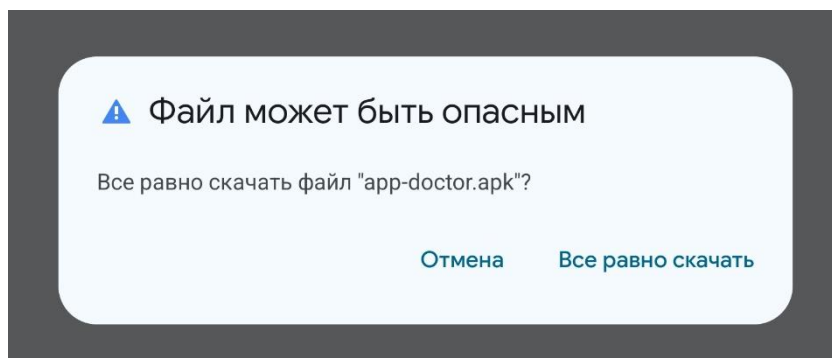 Файл может быть опасным
Все равно скачать файл "app-doctor.apk"?
Отмена Все равно скачать